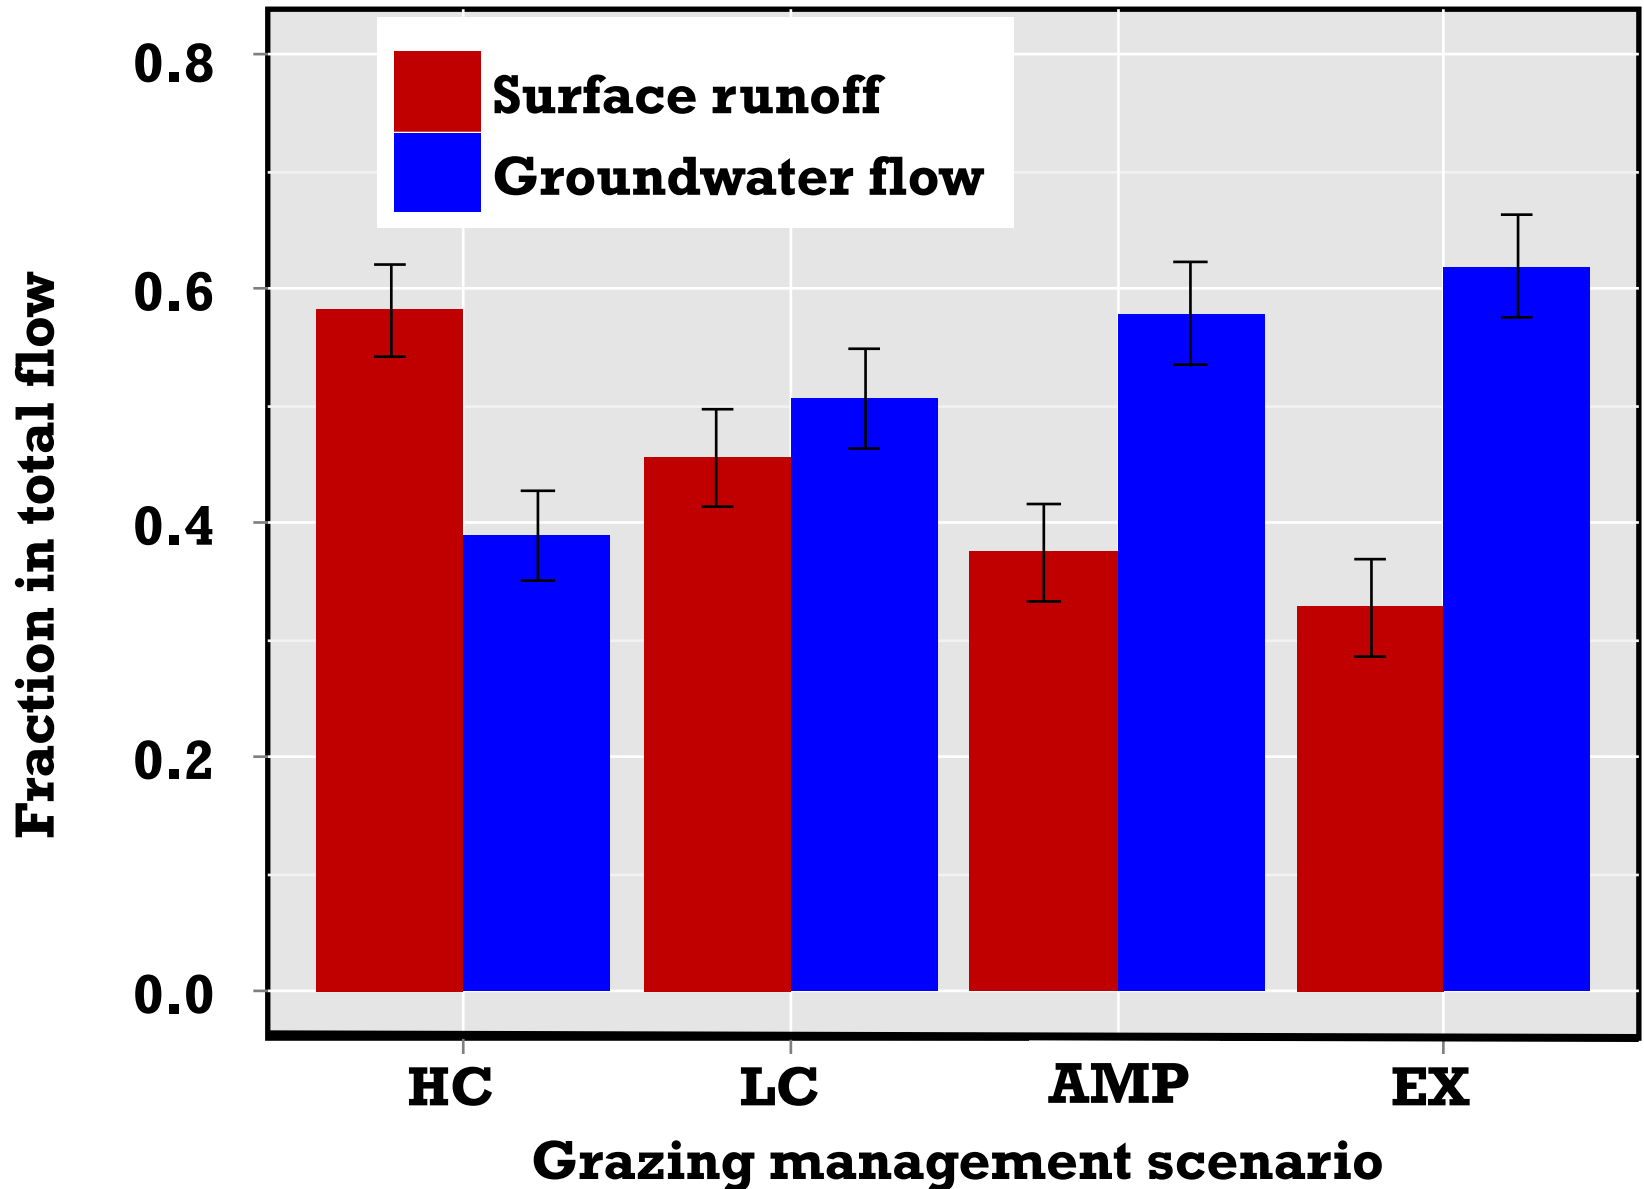 0.8
0.6
0.4
0.2
0.0
Fraction in total flow
Surface runoff
Groundwater flow
HC LC AMP EX
Grazing management scenario